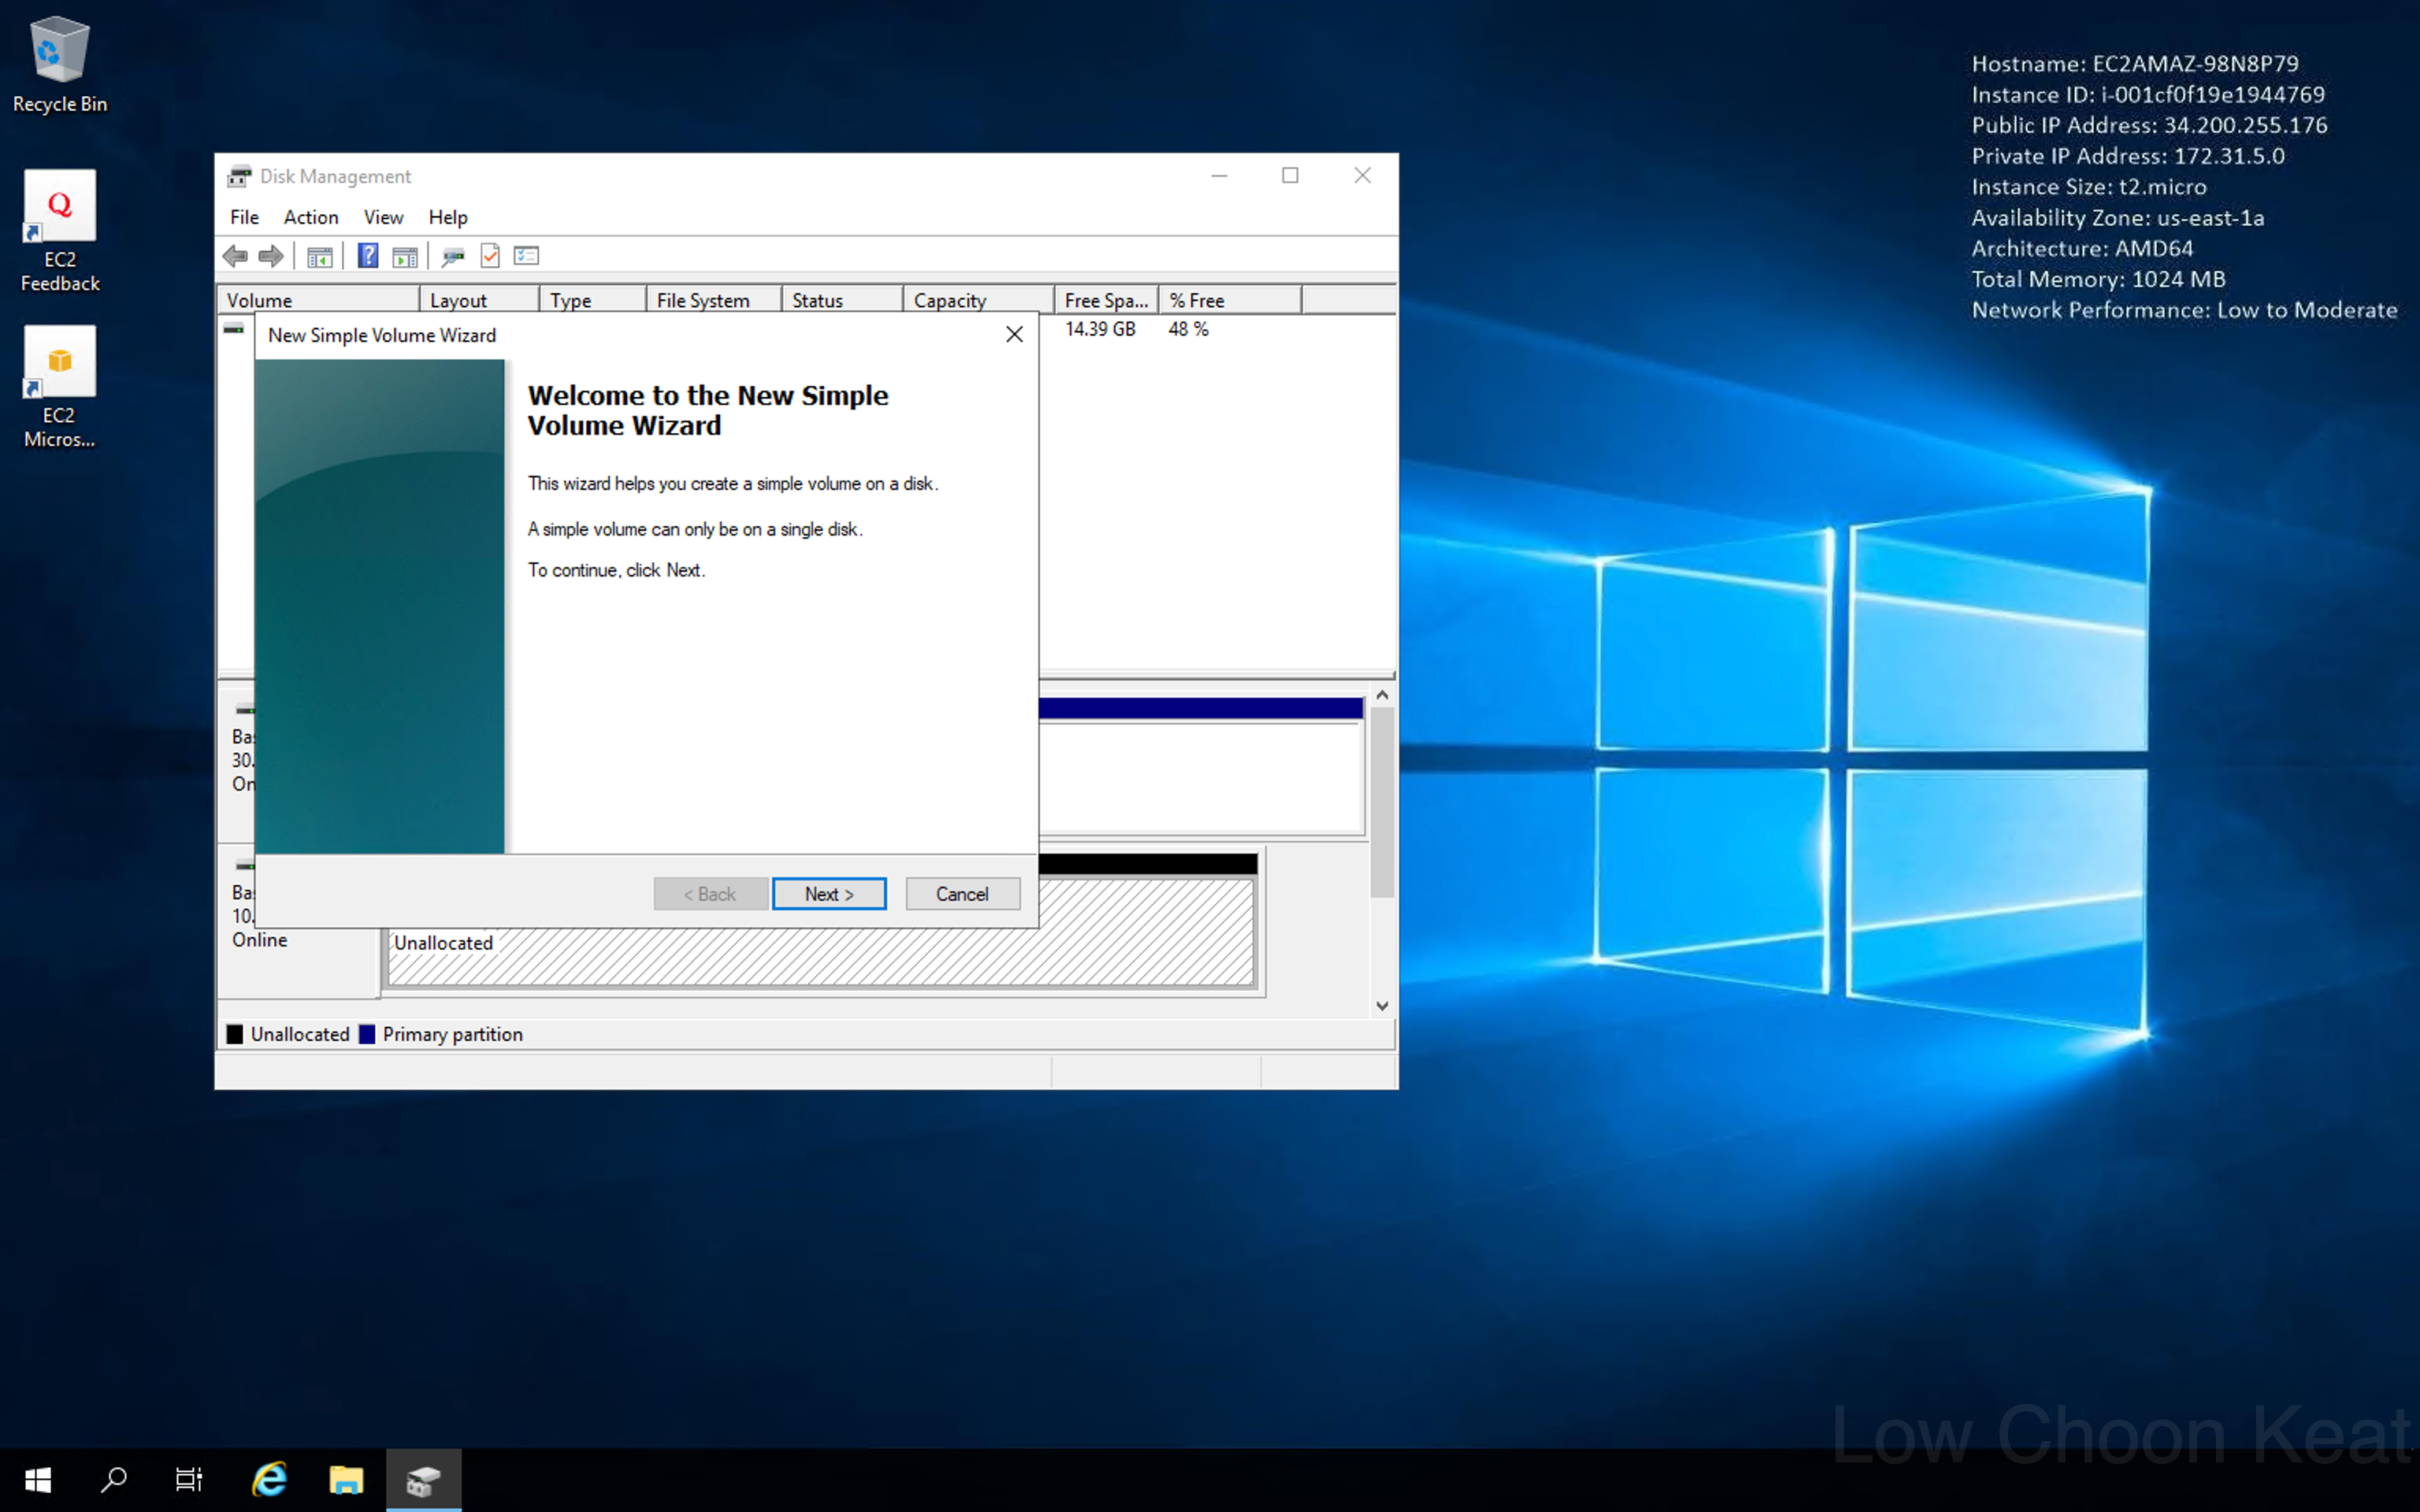 Recycle Bin
EC2
Feedback
EC2
Micros...
Hostname: EC2AMAZ-98N8P79
Instance ID: i-001cf0f19e1944769
Public IP Address: 34.200.255.176
Private IP Address: 172.31.5.0
Instance Size: t2.micro
Availability Zone: us-east-1a
Architecture: AMD64
Total Memory: 1024 MB
Network Performance: Low to Moderate
Disk Management
File Action View Help
Volume Layout Type File System Status Capacity Free Spa... % Free
14.39 GB 48 %
New Simple Volume Wizard
Welcome to the New Simple
Volume Wizard
This wizard helps you create a simple volume on a disk.
A simple volume can only be on a single disk.
To continue, click Next.
< Back Next > Cancel
30.
10.
Online
Unallocated
Unallocated Primary partition
Low Choon Keat